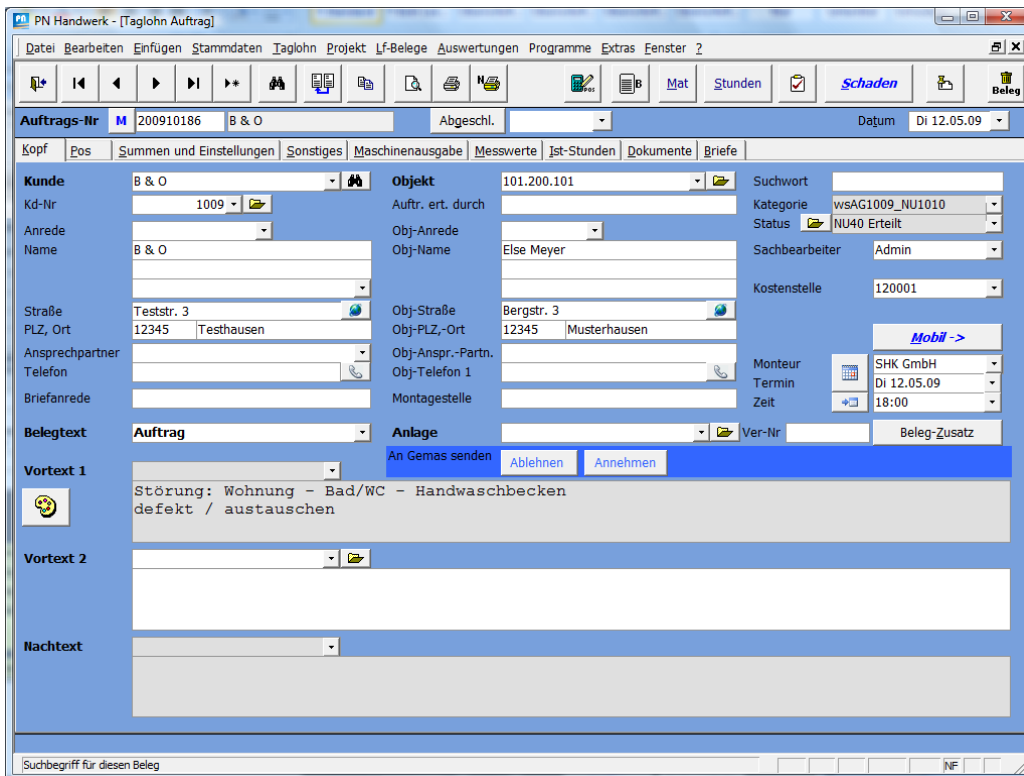 PN Handwerk - [Taglohn Auftrag]
Datei Bearbeiten Einfügen Stammdaten Taglohn Projekt Lf-Belege Auswertungen Programme Extras Fenster ?
N POS B Mat Stunden Schaden Beleg
Auftrags-Nr M 200910186 B & O Abgeschl. Datum Di 12.05.09
Kopf Pos Summen und Einstellungen Sonstiges Maschinenausgabe Messwerte Ist-Stunden Dokumente Briefe
Kunde B & O Objekt 101.200.101 Suchwort
Kd-Nr 1009 Auftr. ert. durch Kategorie wsAG1009_NU1010
Status NU40 Erteilt
Anrede Obj-Anrede
Name B & O Obj-Name Else Meyer Sachbearbeiter Admin
Kostenstelle 120001
Straße Teststr. 3 Obj-Straße Bergstr. 3
PLZ, Ort 12345 Testhausen Obj-PLZ,-Ort 12345 Musterhausen
Mobil ->
Ansprechpartner Obj-Anspr.-Partn.
Telefon Obj-Telefon 1 Monteur SHK GmbH
Termin Di 12.05.09
Briefanrede Montagestelle Zeit 18:00
Belegtext Auftrag Anlage Ver-Nr Beleg-Zusatz
An Gemas senden Ablehnen Annehmen
Vortext 1
Störung: Wohnung - Bad/WC - Handwaschbecken
defekt / austauschen
Vortext 2
Nachtext
Suchbegriff für diesen Beleg NF